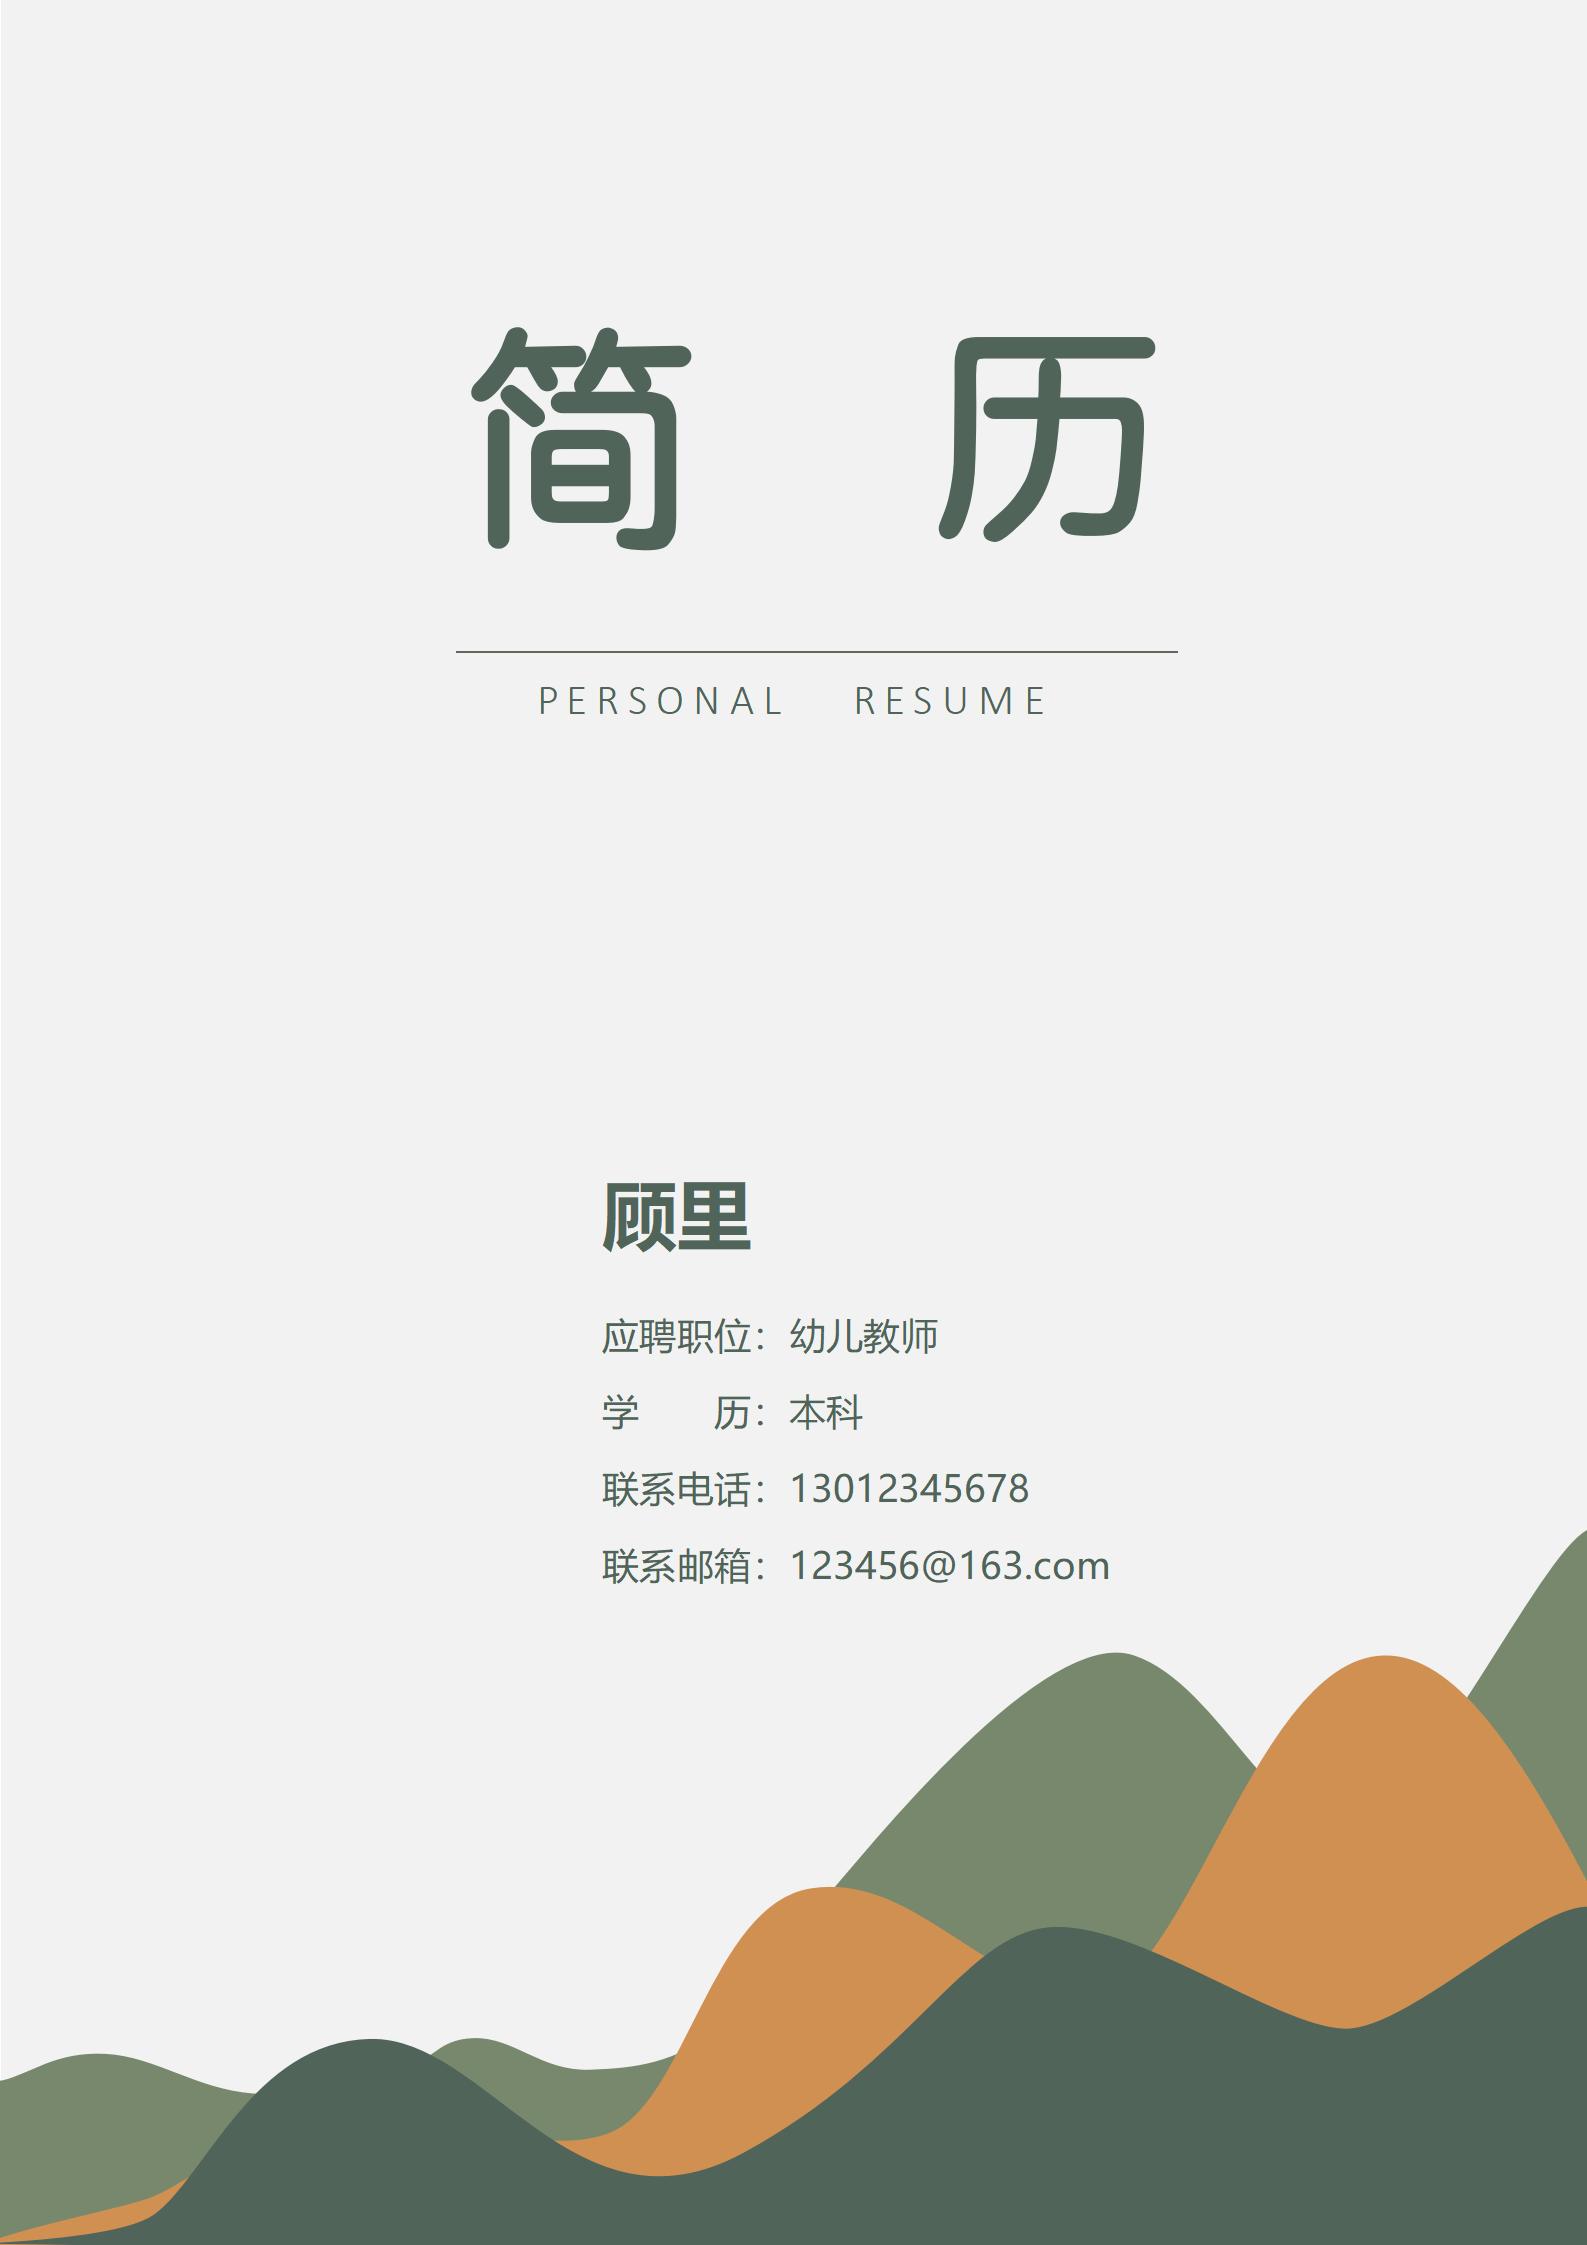 简 历
PERSONAL RESUME
顾里
应聘职位：幼儿教师
学 历：本科
联系电话：13012345678
联系邮箱：123456@163.com